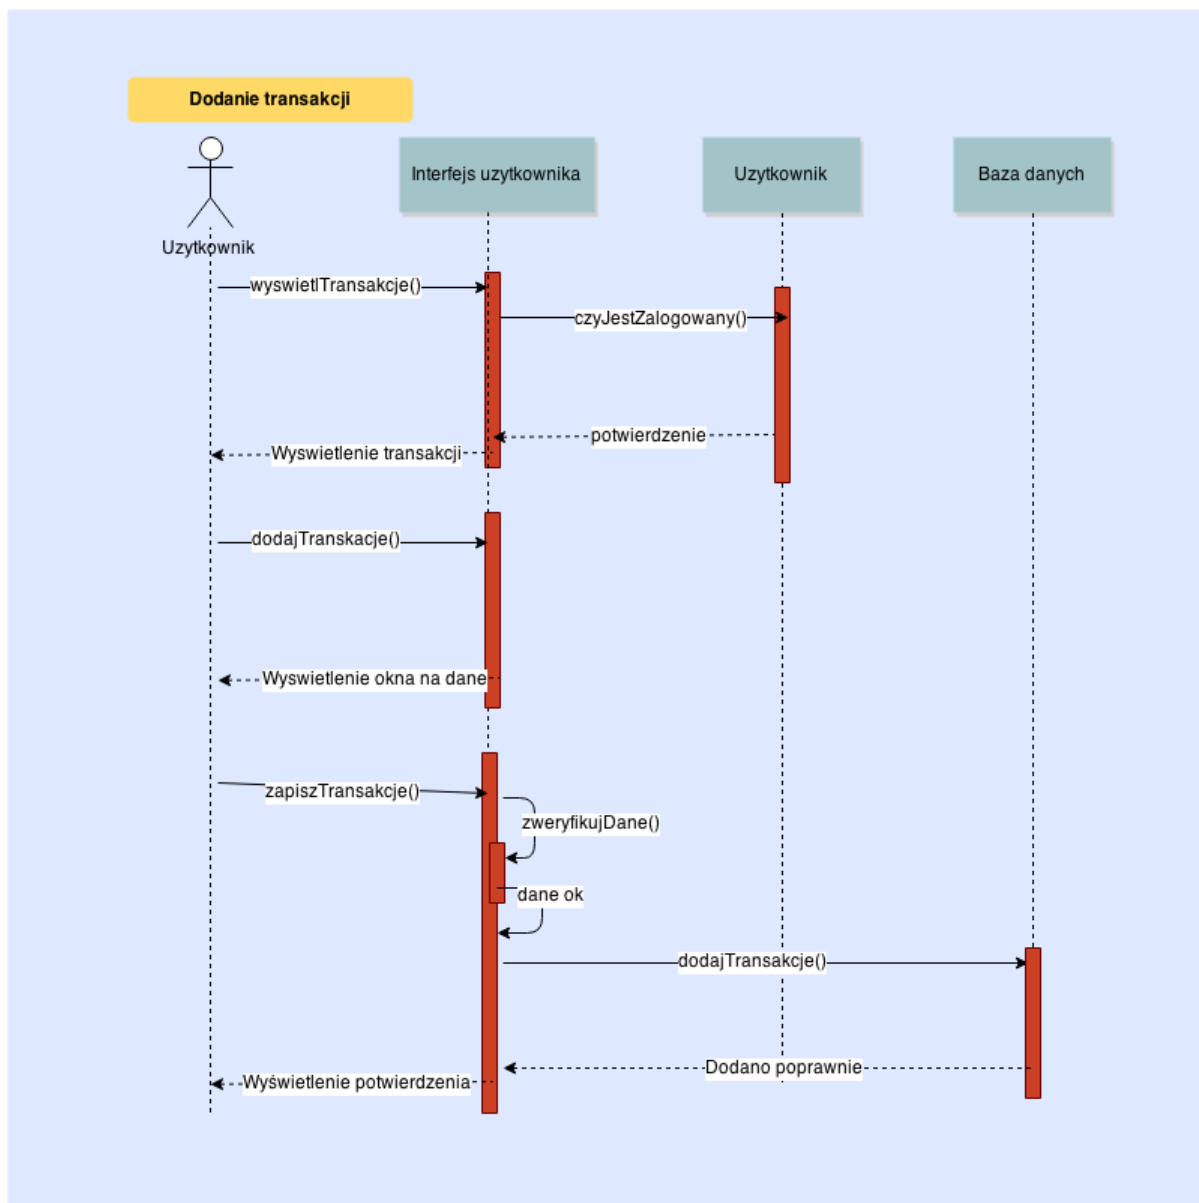 Dodanie transakcji
Interfejs uzytkownika
Uzytkownik
Baza danych
Uzytkownik
wyswietlTransakcje()
czyJestZalogowany()
potwierdzenie
Wyswietlenie transakcji
dodajTranskacje()
Wyswietlenie okna na dane
zapiszTransakcje()
zweryfikujDane()
dane ok
dodajTransakcje()
Dodano poprawnie
Wyświetlenie potwierdzenia